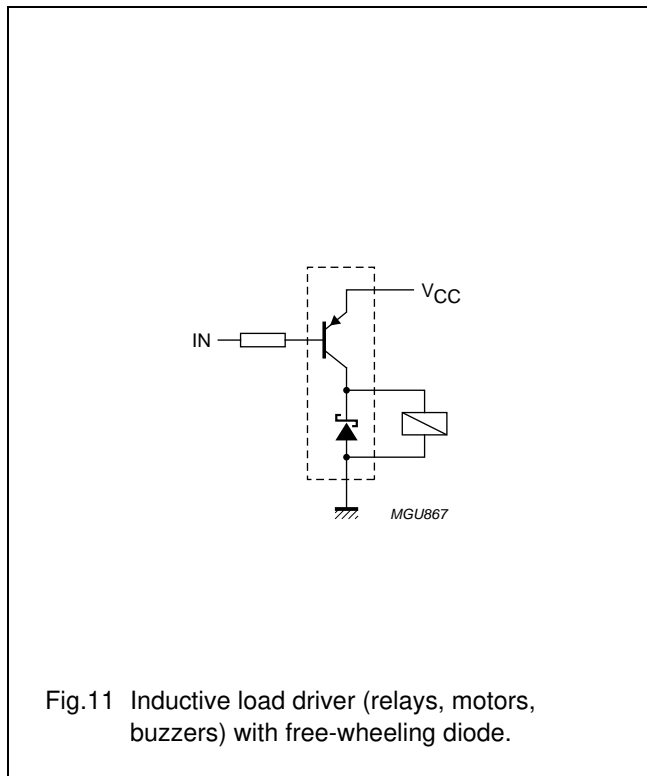 VCC
IN
MGU867
Fig.11 Inductive load driver (relays, motors,
buzzers) with free-wheeling diode.